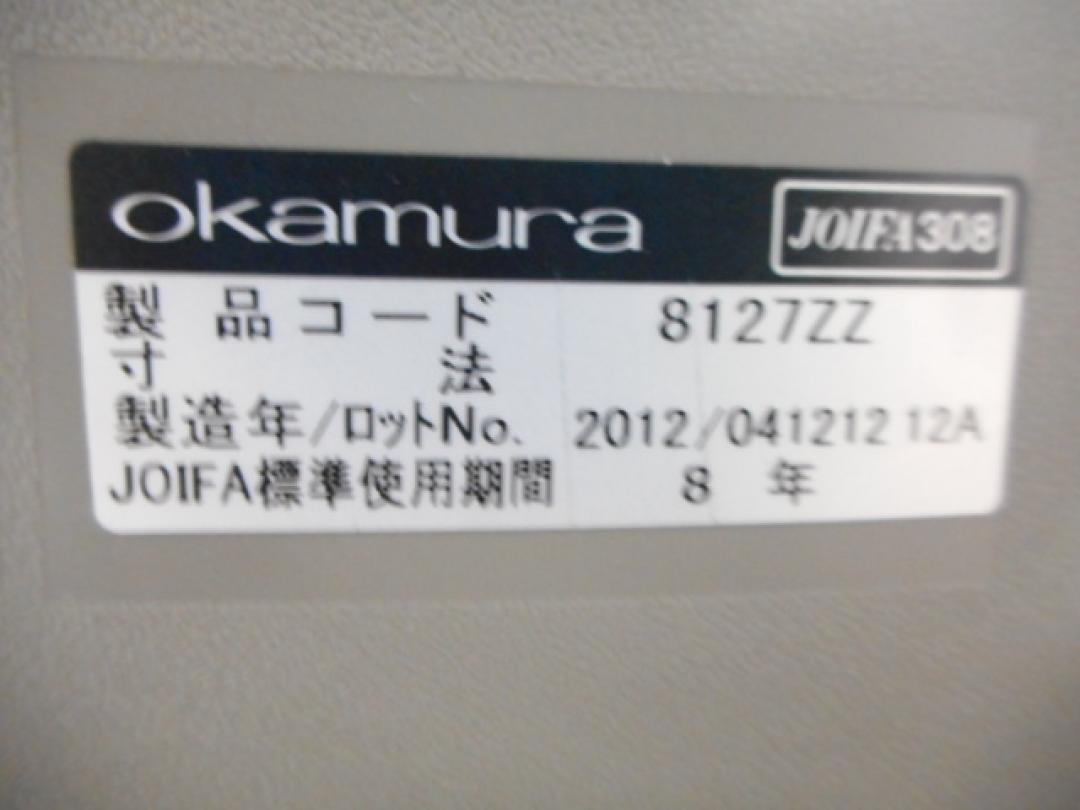 okamura JOIFA308
製品コード 8127ZZ
寸法
製造年/ロットNo. 2012/041212 12A
JOIFA標準使用期間 8 年